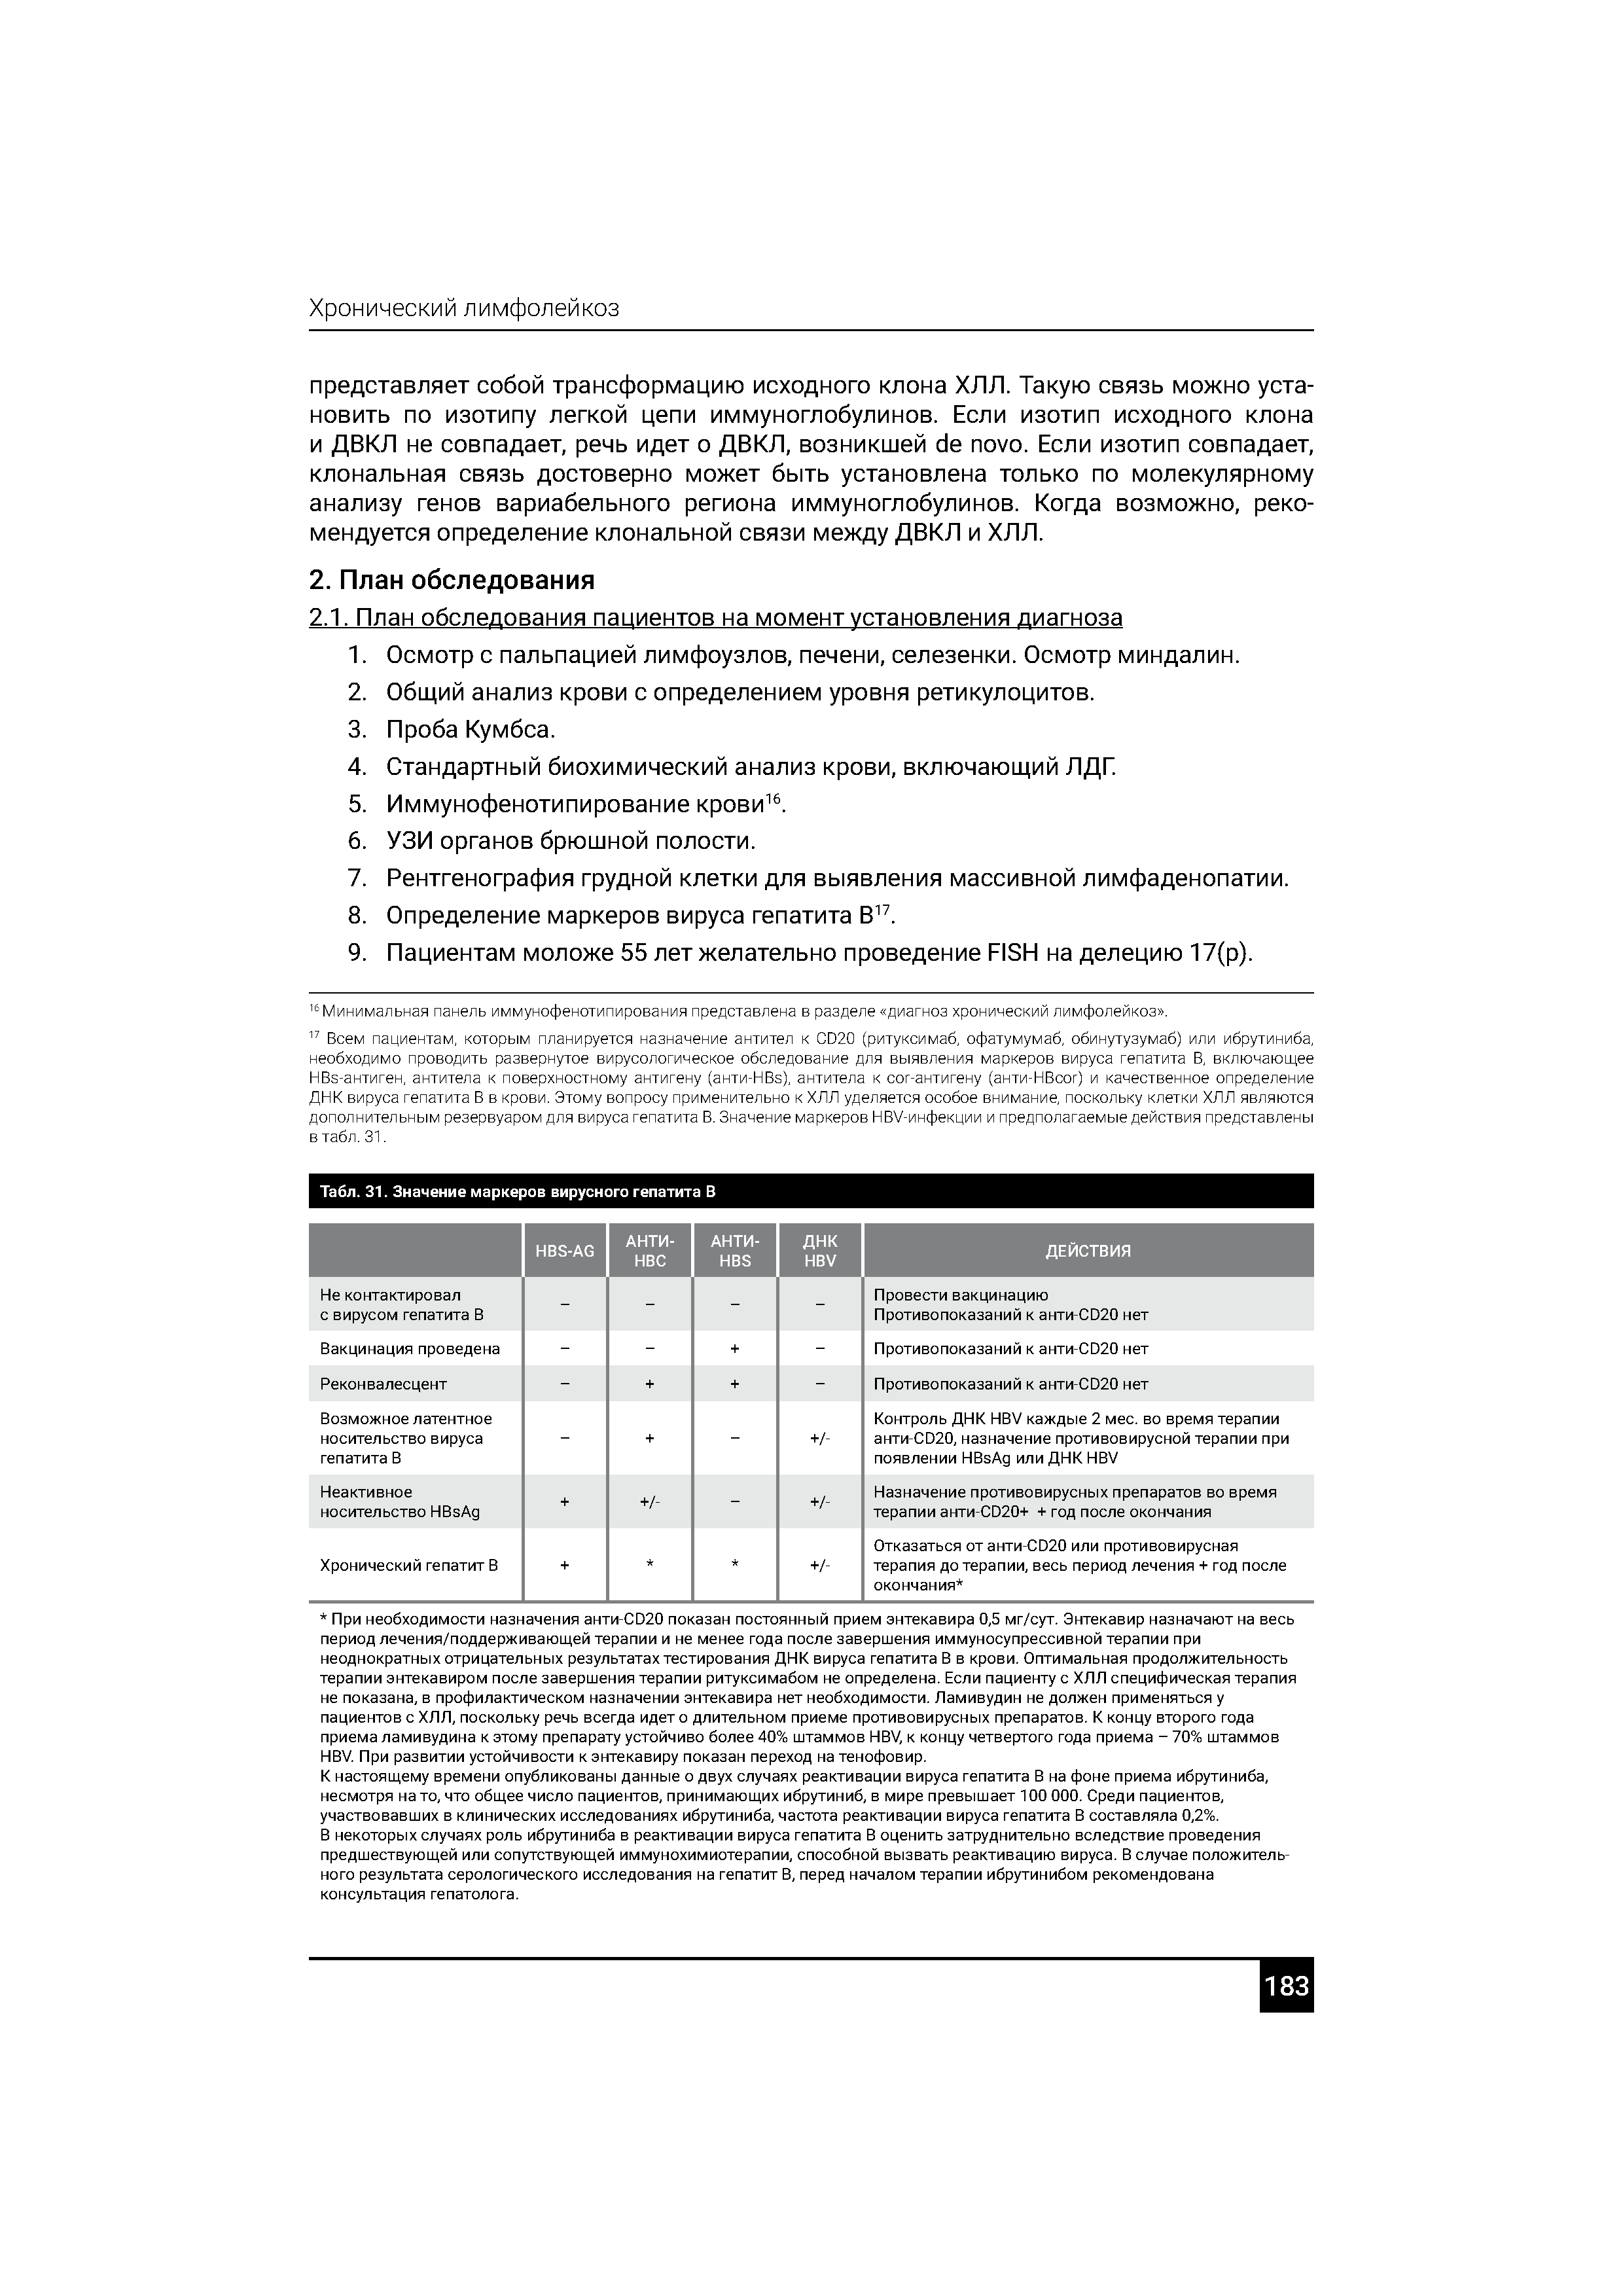 Хронический лимфолейкоз
представляет собой трансформацию исходного клона ХЛЛ. Такую связь можно уста-
новить по изотипу легкой цепи иммуноглобулинов. Если изотип исходного клона
и ДВКЛ не совпадает, речь идет о ДВКЛ, возникшей de novo. Если изотип совпадает,
клональная связь достоверно может быть установлена только по молекулярному
анализу генов вариабельного региона иммуноглобулинов. Когда возможно, реко-
мендуется определение клональной связи между ДВКЛ и ХЛЛ.
2. План обследования
2.1. План обследования пациентов на момент установления диагноза
1. Осмотр с пальпацией лимфоузлов, печени, селезенки. Осмотр миндалин.
2. Общий анализ крови с определением уровня ретикулоцитов.
3. Проба Кумбса.
4. Стандартный биохимический анализ крови, включающий ЛДГ.
5. Иммунофенотипирование крови16.
6. УЗИ органов брюшной полости.
7. Рентгенография грудной клетки для выявления массивной лимфаденопатии.
8. Определение маркеров вируса гепатита В17.
9. Пациентам моложе 55 лет желательно проведение FISH на делецию 17(p).
16 Минимальная панель иммунофенотипирования представлена в разделе «диагноз хронический лимфолейкоз».
17 Всем пациентам, которым планируется назначение антител к CD20 (ритуксимаб, офатумумаб, обинутузумаб) или ибрутиниба,
необходимо проводить развернутое вирусологическое обследование для выявления маркеров вируса гепатита В, включающее
HBs-антиген, антитела к поверхностному антигену (анти-HBs), антитела к cor-антигену (анти-HBcor) и качественное определение
ДНК вируса гепатита В в крови. Этому вопросу применительно к ХЛЛ уделяется особое внимание, поскольку клетки ХЛЛ являются
дополнительным резервуаром для вируса гепатита В. Значение маркеров HBV-инфекции и предполагаемые действия представлены
в табл. 31.
Табл. 31. Значение маркеров вирусного гепатита В
HBS-AG АНТИ- АНТИ- ДНК ДЕЙСТВИЯ
HBC HBS HBV
Не контактировал Провести вакцинацию
с вирусом гепатита В – – – – Противопоказаний к анти-CD20 нет
Вакцинация проведена – – + – Противопоказаний к анти-CD20 нет
Реконвалесцент – + + – Противопоказаний к анти-CD20 нет
Возможное латентное Контроль ДНК HBV каждые 2 мес. во время терапии
носительство вируса – + – +/- анти-CD20, назначение противовирусной терапии при
гепатита В появлении HBsAg или ДНК HBV
Неактивное Назначение противовирусных препаратов во время
носительство HBsAg + +/- – +/- терапии анти-CD20+ + год после окончания
Отказаться от анти-CD20 или противовирусная
Хронический гепатит В + * * +/- терапия до терапии, весь период лечения + год после
окончания*
* При необходимости назначения анти-CD20 показан постоянный прием энтекавира 0,5 мг/сут. Энтекавир назначают на весь
период лечения/поддерживающей терапии и не менее года после завершения иммуносупрессивной терапии при
неоднократных отрицательных результатах тестирования ДНК вируса гепатита В в крови. Оптимальная продолжительность
терапии энтекавиром после завершения терапии ритуксимабом не определена. Если пациенту с ХЛЛ специфическая терапия
не показана, в профилактическом назначении энтекавира нет необходимости. Ламивудин не должен применяться у
пациентов с ХЛЛ, поскольку речь всегда идет о длительном приеме противовирусных препаратов. К концу второго года
приема ламивудина к этому препарату устойчиво более 40% штаммов HBV, к концу четвертого года приема – 70% штаммов
HBV. При развитии устойчивости к энтекавиру показан переход на тенофовир.
К настоящему времени опубликованы данные о двух случаях реактивации вируса гепатита В на фоне приема ибрутиниба,
несмотря на то, что общее число пациентов, принимающих ибрутиниб, в мире превышает 100 000. Среди пациентов,
участвовавших в клинических исследованиях ибрутиниба, частота реактивации вируса гепатита В составляла 0,2%.
В некоторых случаях роль ибрутиниба в реактивации вируса гепатита В оценить затруднительно вследствие проведения
предшествующей или сопутствующей иммунохимиотерапии, способной вызвать реактивацию вируса. В случае положитель-
ного результата серологического исследования на гепатит В, перед началом терапии ибрутинибом рекомендована
консультация гепатолога.
183